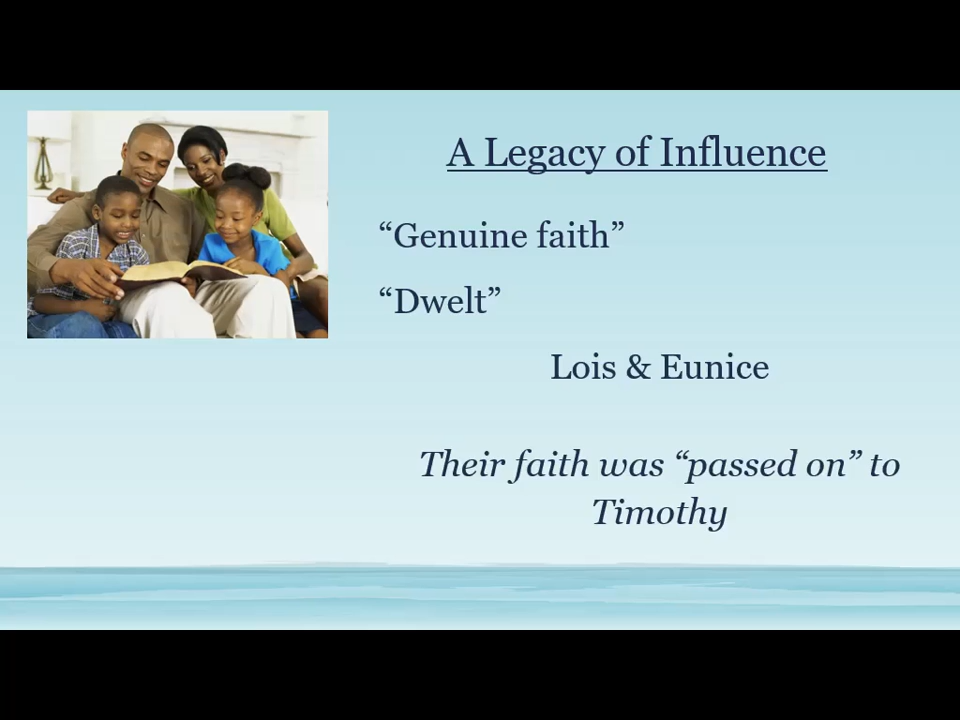 A Legacy of Influence
“Genuine faith”
“Dwelt”
Lois & Eunice
Their faith was “passed on” to
Timothy